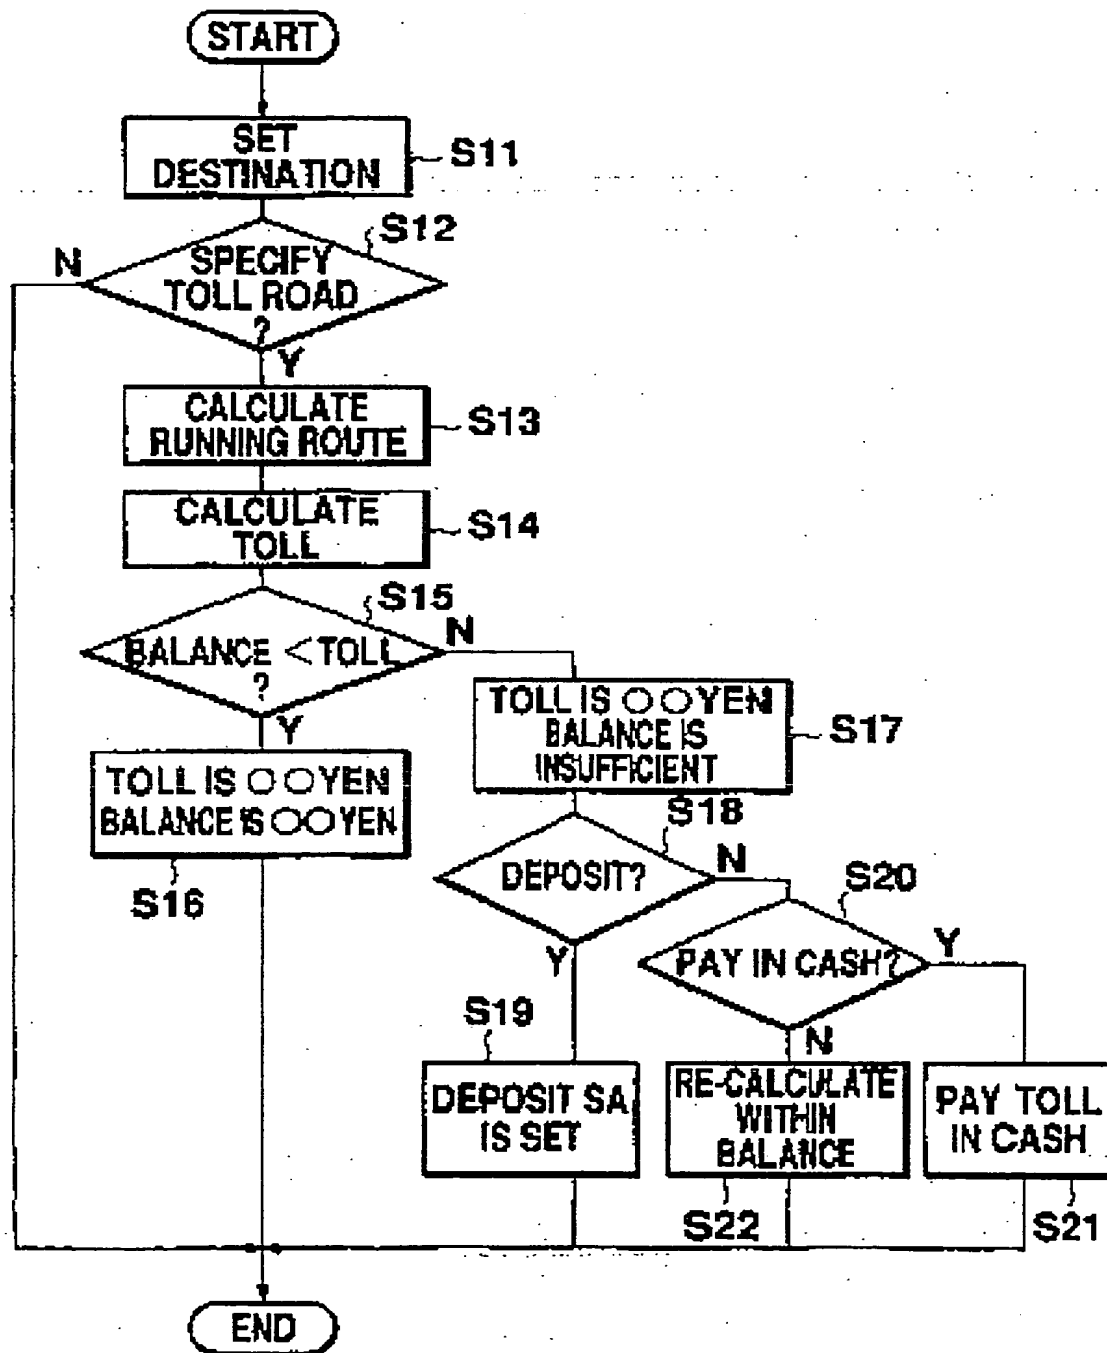 START
SET
DESTINATION
S11
S12
N
SPECIFY
TOLL ROAD
?
Y
CALCULATE
RUNNING ROUTE
S13
CALCULATE
TOLL
S14
S15
N
BALANCE < TOLL
?
Y
TOLL IS ○○ YEN
BALANCE IS
INSUFFICIENT
S17
TOLL IS ○○ YEN
BALANCE IS ○○ YEN
S16
S18
DEPOSIT?
N
Y
S20
PAY IN CASH?
Y
N
S19
DEPOSIT SA
IS SET
RE-CALCULATE
WITHIN
BALANCE
S22
PAY TOLL
IN CASH
S21
END